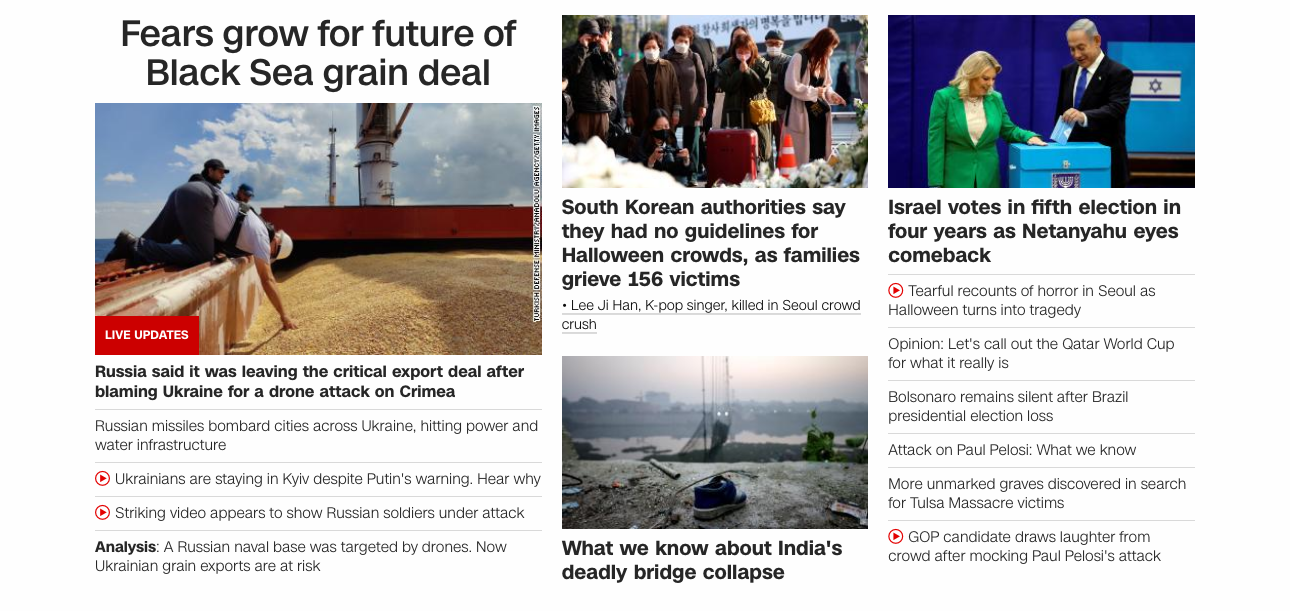 Fears grow for future of
Black Sea grain deal
TURKISH DEFENSE MINISTRY/ANADOLU AGENCY/GETTY IMAGES
LIVE UPDATES
Russia said it was leaving the critical export deal after
blaming Ukraine for a drone attack on Crimea
Russian missiles bombard cities across Ukraine, hitting power and
water infrastructure
Ukrainians are staying in Kyiv despite Putin's warning. Hear why
Striking video appears to show Russian soldiers under attack
Analysis: A Russian naval base was targeted by drones. Now
Ukrainian grain exports are at risk
South Korean authorities say
they had no guidelines for
Halloween crowds, as families
grieve 156 victims
• Lee Ji Han, K-pop singer, killed in Seoul crowd
crush
What we know about India's
deadly bridge collapse
Israel votes in fifth election in
four years as Netanyahu eyes
comeback
Tearful recounts of horror in Seoul as
Halloween turns into tragedy
Opinion: Let's call out the Qatar World Cup
for what it really is
Bolsonaro remains silent after Brazil
presidential election loss
Attack on Paul Pelosi: What we know
More unmarked graves discovered in search
for Tulsa Massacre victims
GOP candidate draws laughter from
crowd after mocking Paul Pelosi's attack